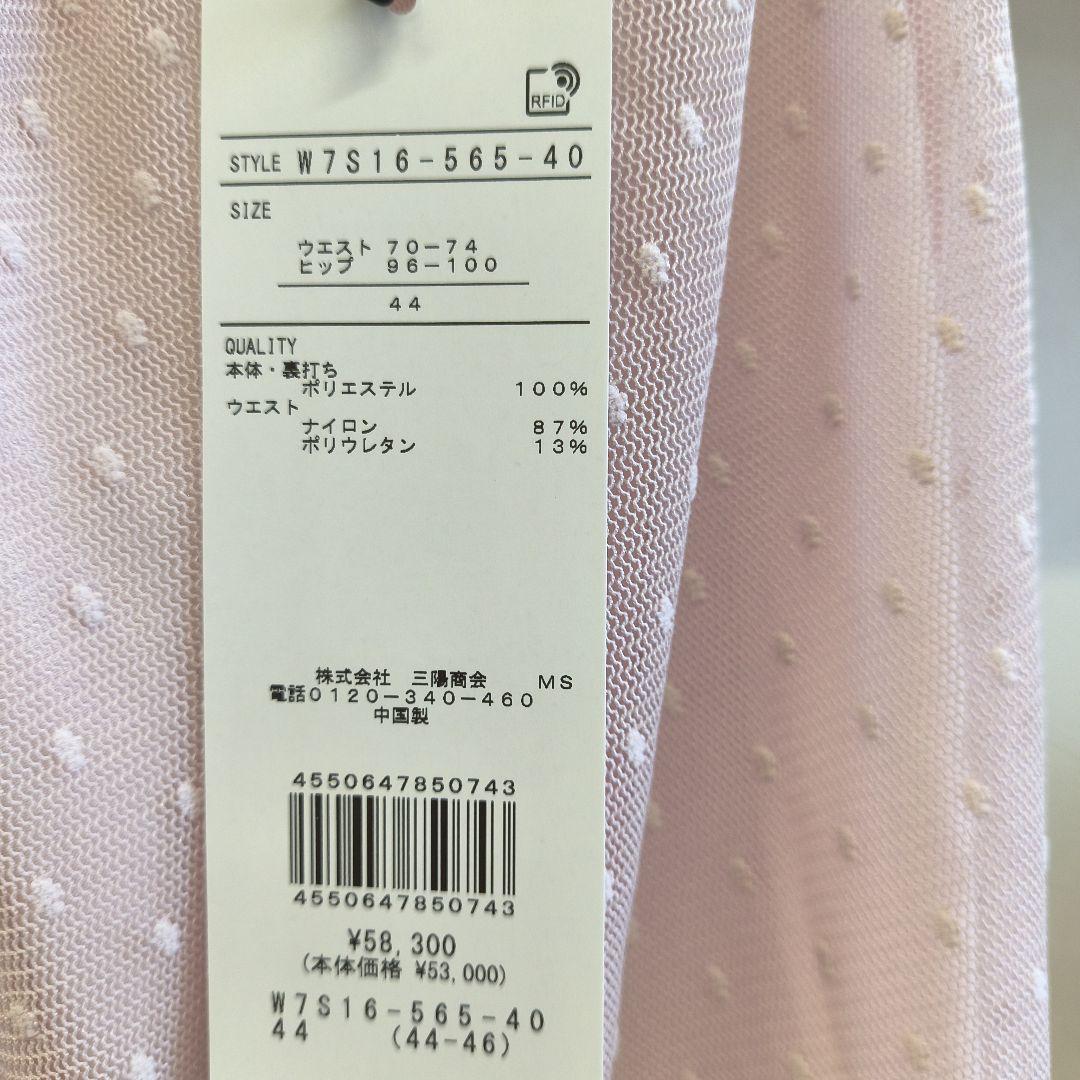 RFID
STYLE W7S16-565-40
SIZE
ウエスト 70-74
ヒップ 96-100
44
QUALITY
本体・裏打ち
ポリエステル 100%
ウエスト
ナイロン 87%
ポリウレタン 13%
株式会社 三陽商会 MS
電話0120-340-460
中国製
4550647850743
4550647850743
¥58,300
(本体価格 ¥53,000)
W7S16-565-40
44 (44-46)